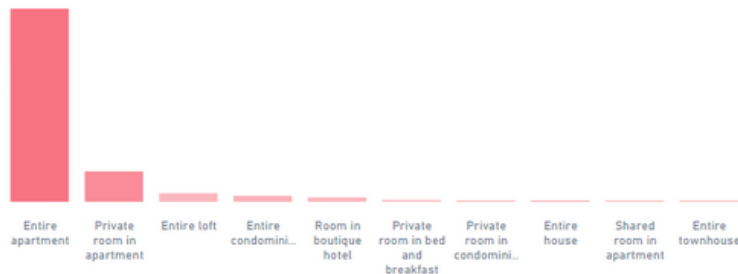 Entire
apartment
Private
room in
apartment
Entire loft
Entire
condomini...
Room in
boutique
hotel
Private
room in bed
and
breakfast
Private
room in
condomini...
Entire
house
Shared
room in
apartment
Entire
townhouse